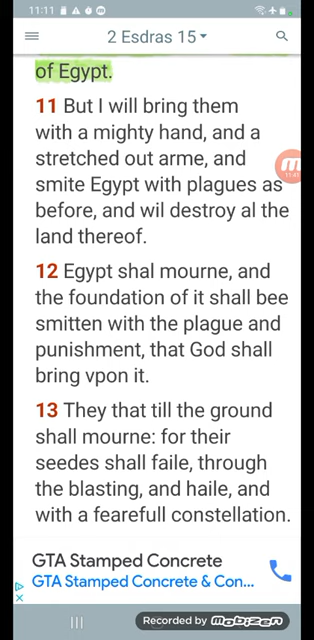 11:11
2 Esdras 15
of Egypt.
11 But I will bring them
with a mighty hand, and a
stretched out arme, and
smite Egypt with plagues as
before, and wil destroy al the
land thereof.
12 Egypt shal mourne, and
the foundation of it shall bee
smitten with the plague and
punishment, that God shall
bring vpon it.
13 They that till the ground
shall mourne: for their
seedes shall faile, through
the blasting, and haile, and
with a fearefull constellation.
GTA Stamped Concrete
GTA Stamped Concrete & Con...
Recorded by Mobizen